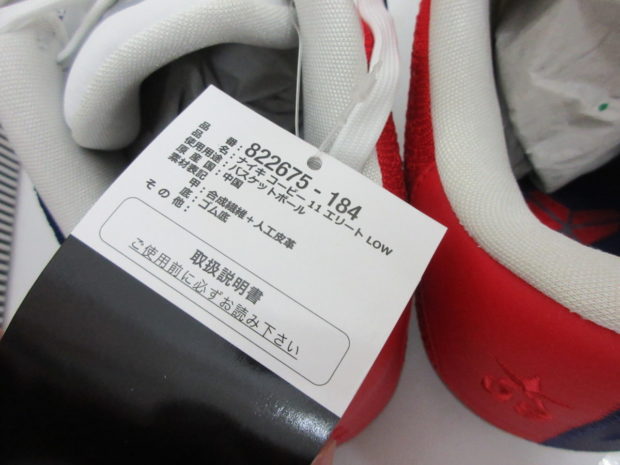 品　番：822675 - 184
品　名：ナイキ コービー 11 エリート LOW
使用用途：バスケットボール
原 産 国：中国
素材表記：
甲：合成繊維＋人工皮革
底：ゴム底
そ の 他：
取扱説明書
ご使用前に必ずお読み下さい